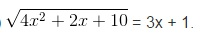 √4x² + 2x + 10 = 3x + 1.